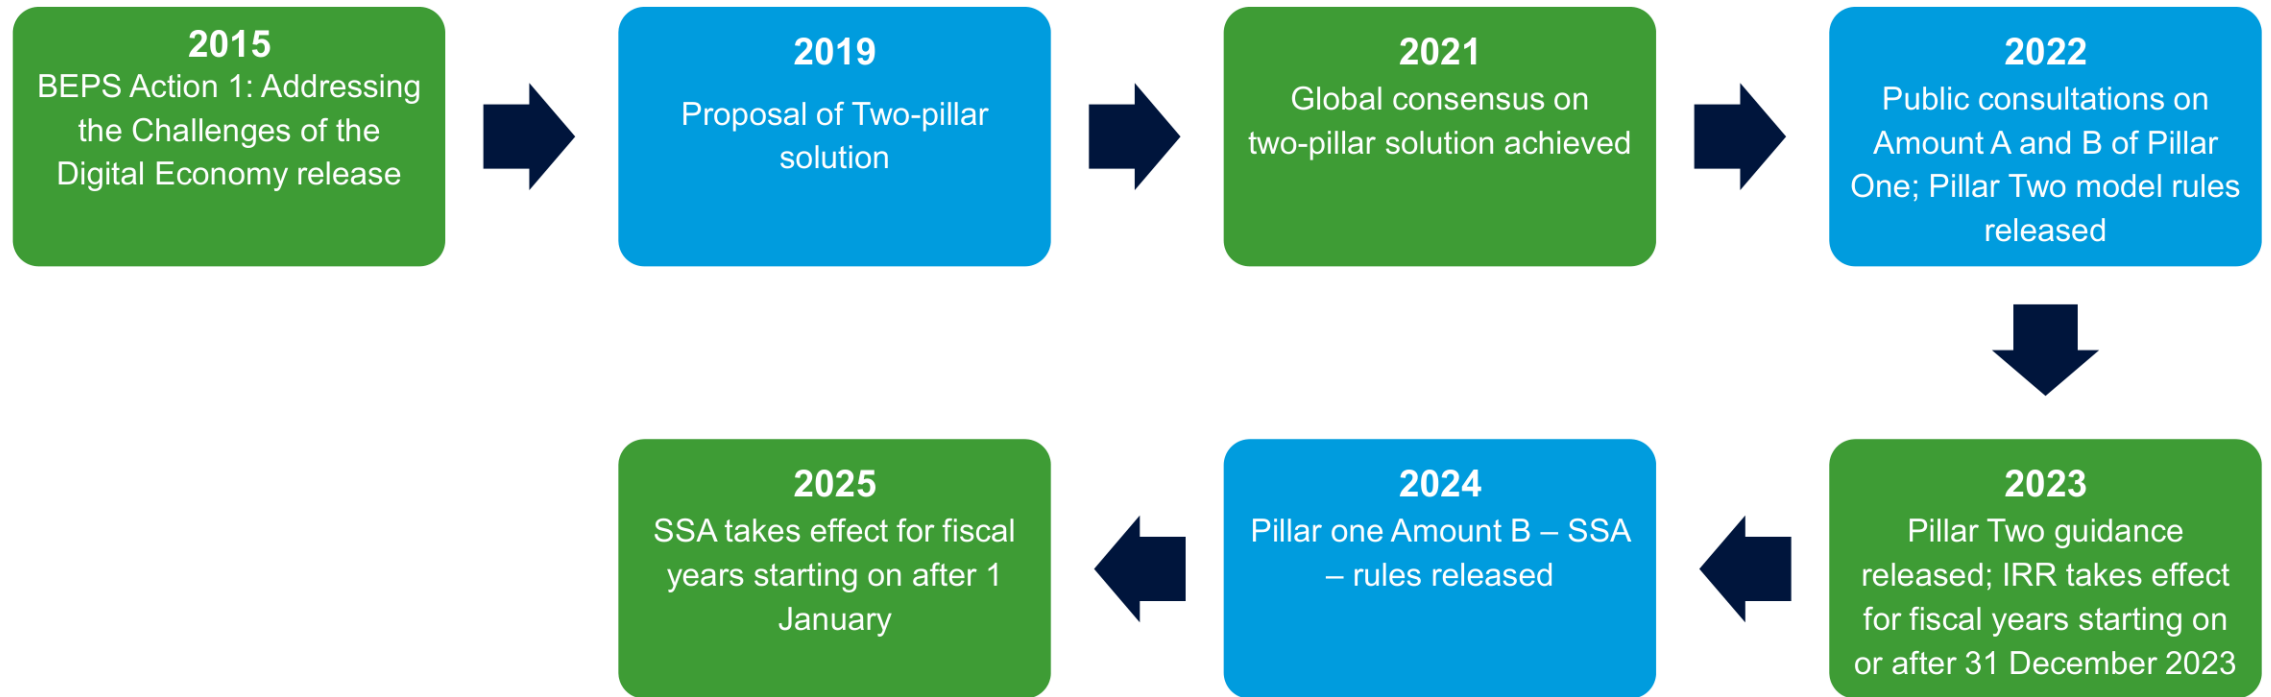 2015
BEPS Action 1: Addressing
the Challenges of the
Digital Economy release
2019
Proposal of Two-pillar
solution
2021
Global consensus on
two-pillar solution achieved
2022
Public consultations on
Amount A and B of Pillar
One; Pillar Two model rules
released
2023
Pillar Two guidance
released; IRR takes effect
for fiscal years starting on
or after 31 December 2023
2024
Pillar one Amount B – SSA
– rules released
2025
SSA takes effect for fiscal
years starting on after 1
January